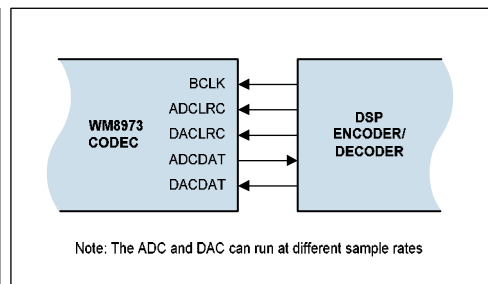 WM8973
CODEC
BCLK
ADCLRC
DACLRC
ADCDAT
DACDAT
DSP
ENCODER/
DECODER
Note: The ADC and DAC can run at different sample rates